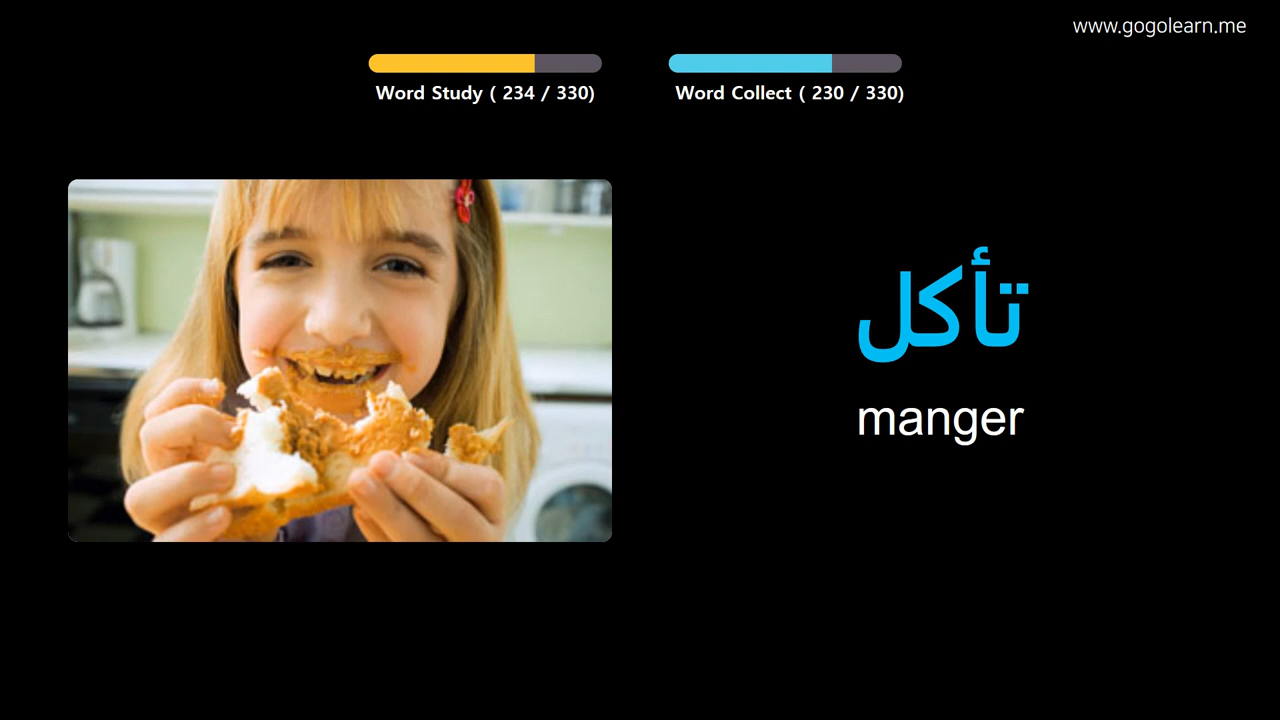 www.gogolearn.me
Word Study ( 234 / 330)
Word Collect ( 230 / 330)
تأكل
manger